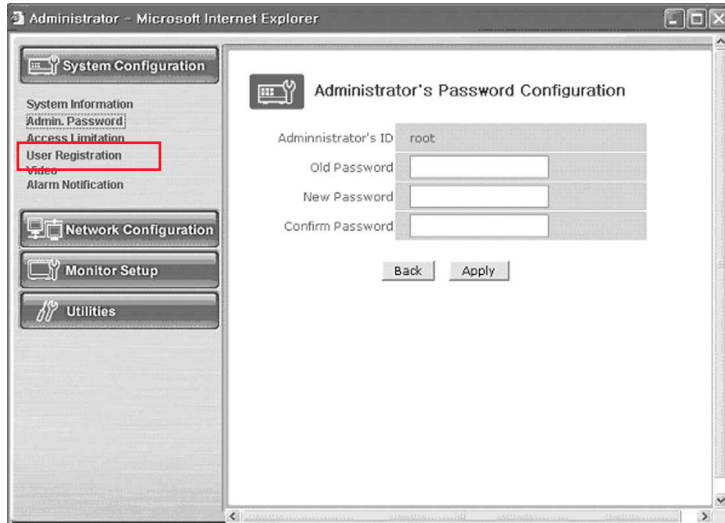 Administrator - Microsoft Internet Explorer
System Configuration
System Information
Admin. Password
Access Limitation
User Registration
Video
Alarm Notification
Network Configuration
Monitor Setup
Utilities
Administrator's Password Configuration
Adminnistrator's ID root
Old Password
New Password
Confirm Password
Back Apply